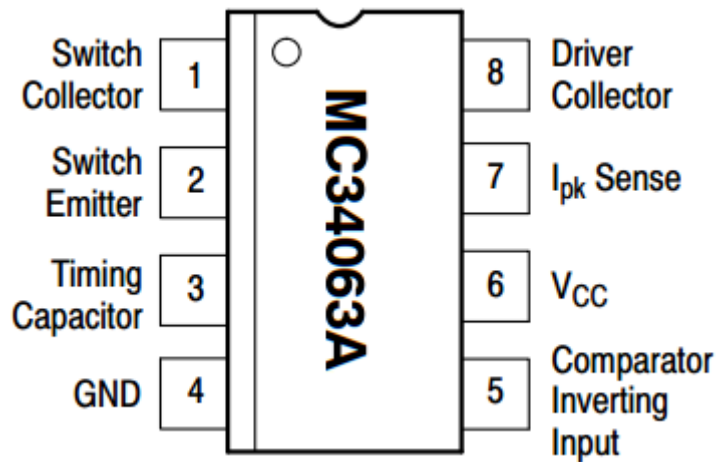 Switch
Collector
1
Switch
Emitter
2
Timing
Capacitor
3
GND
4
MC34063A
8
Driver
Collector
7
Ipk Sense
6
VCC
5
Comparator
Inverting
Input